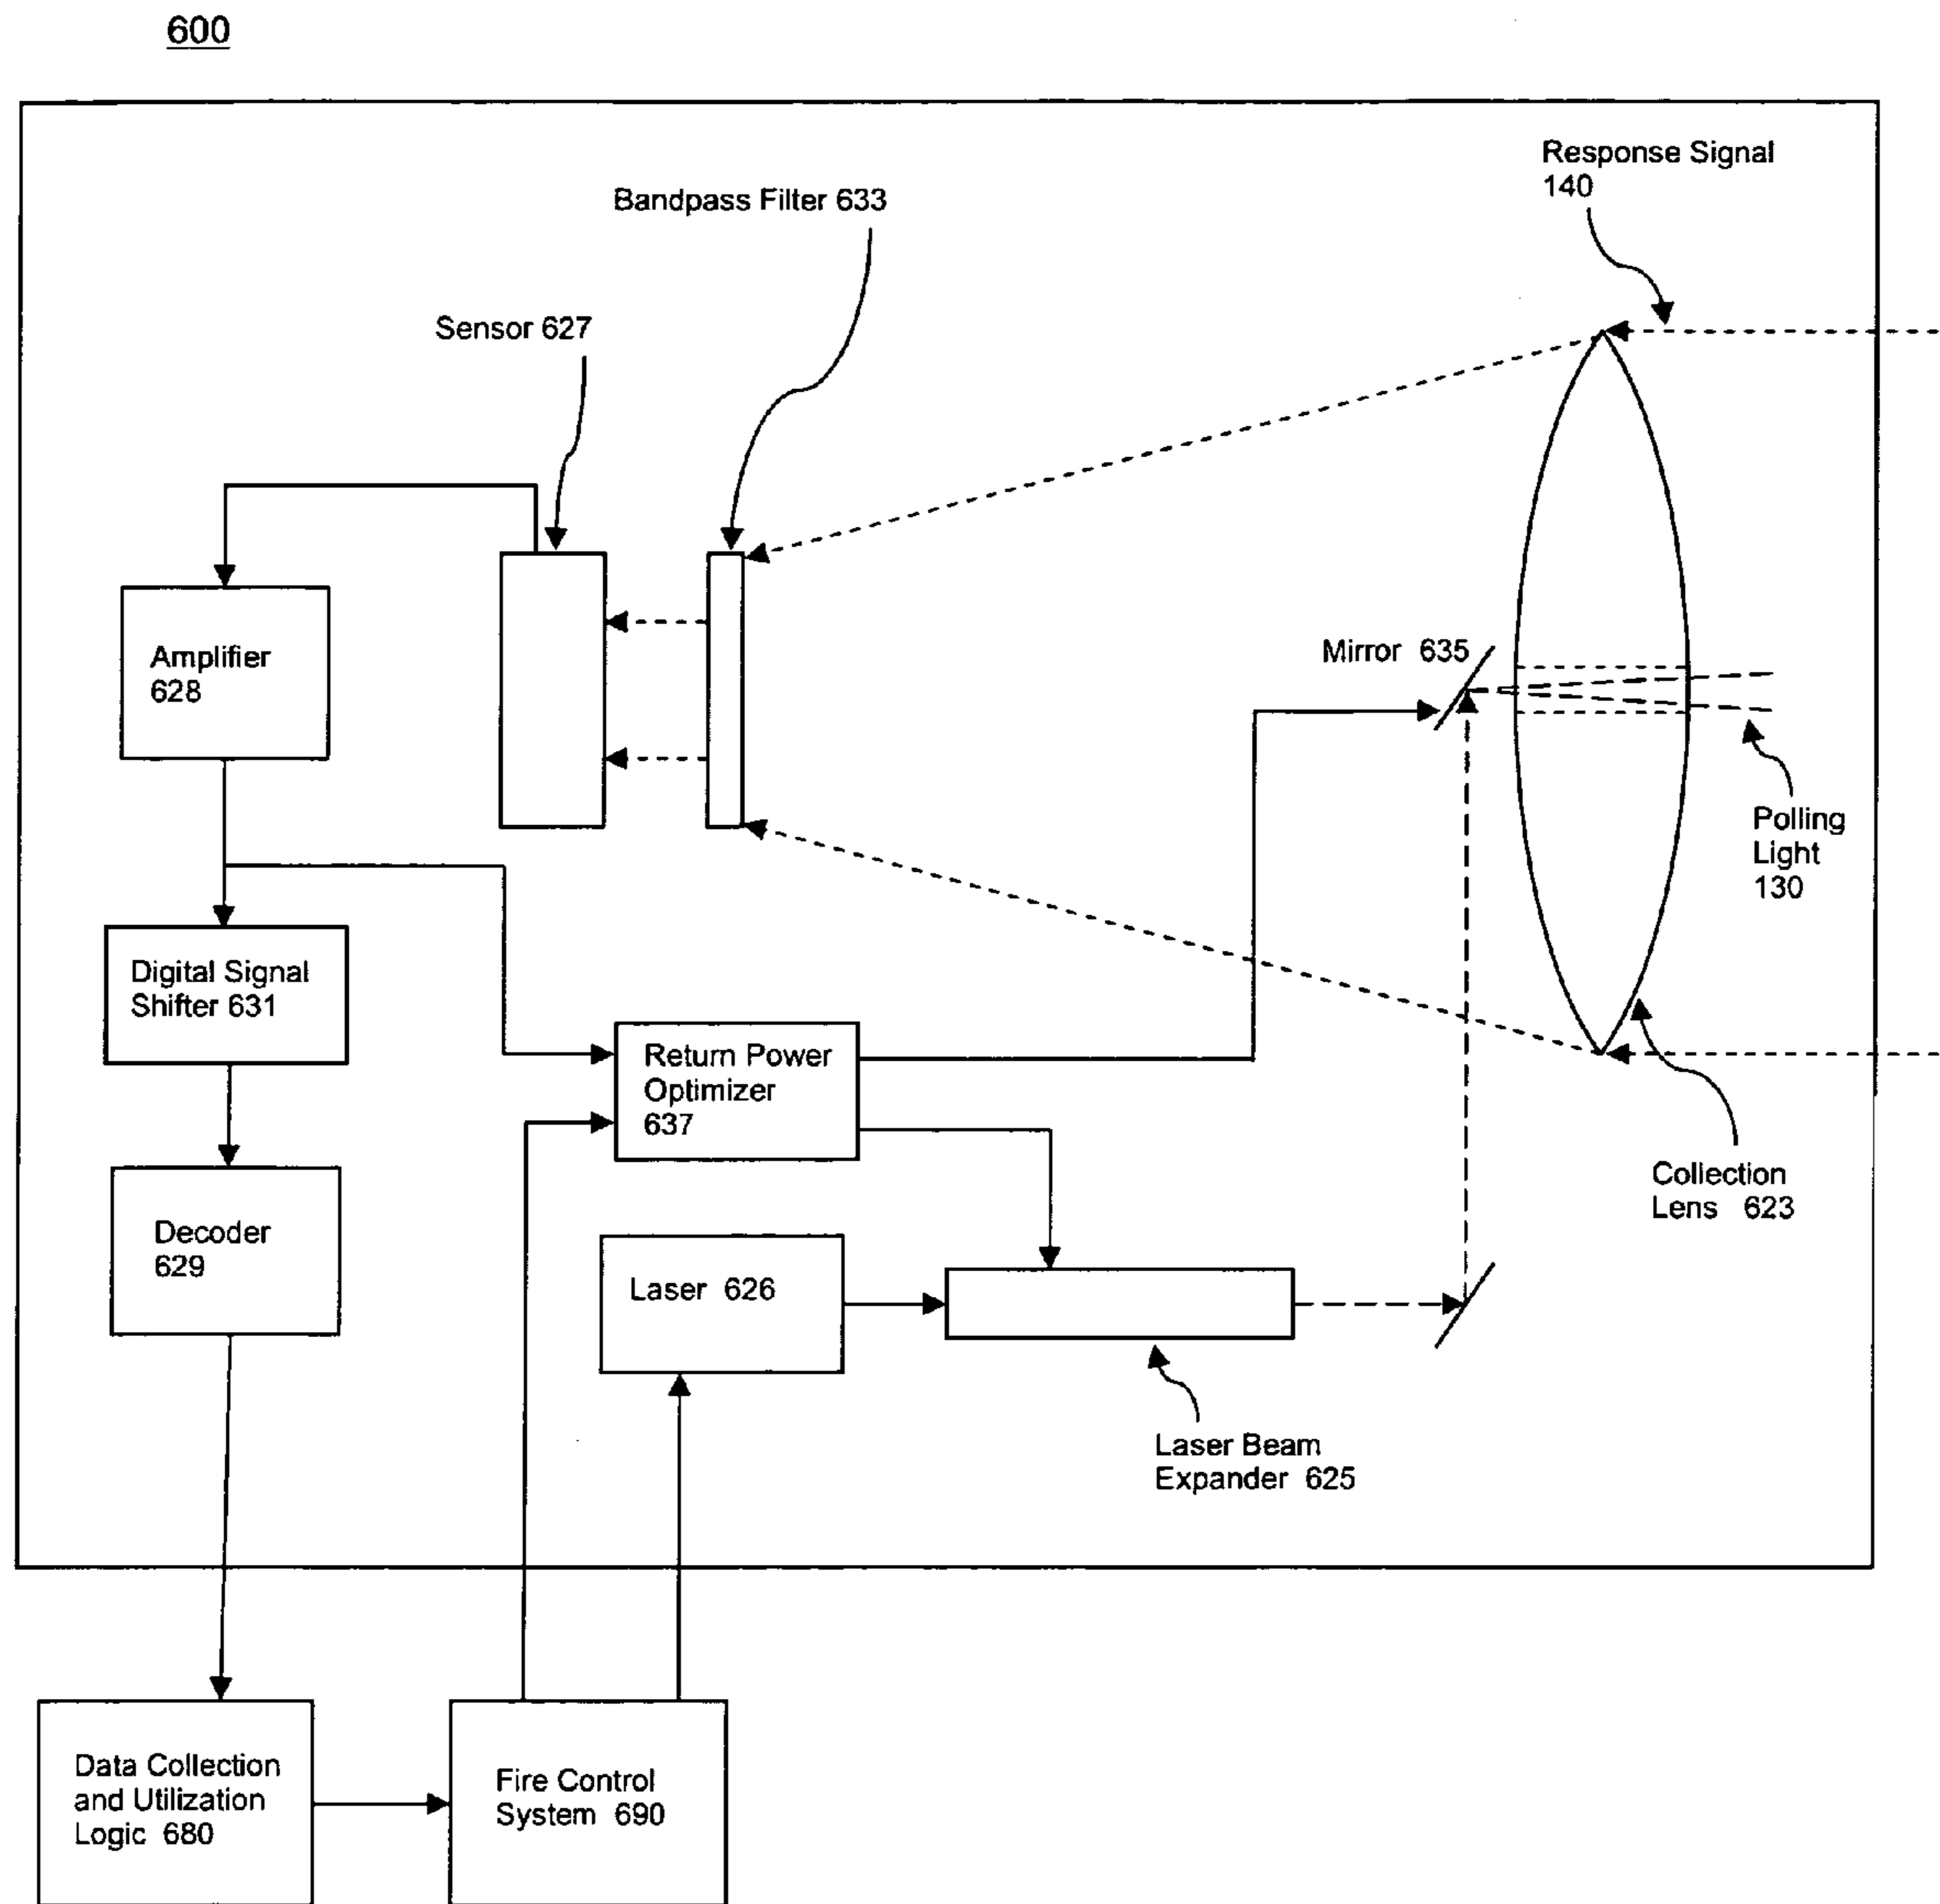 600
Response Signal
140
Bandpass Filter 633
Sensor 627
Mirror 635
Amplifier
628
Polling
Light
130
Digital Signal
Shifter 631
Return Power
Optimizer
637
Collection
Lens 623
Decoder
629
Laser 626
Laser Beam
Expander 625
Data Collection
and Utilization
Logic 680
Fire Control
System 690